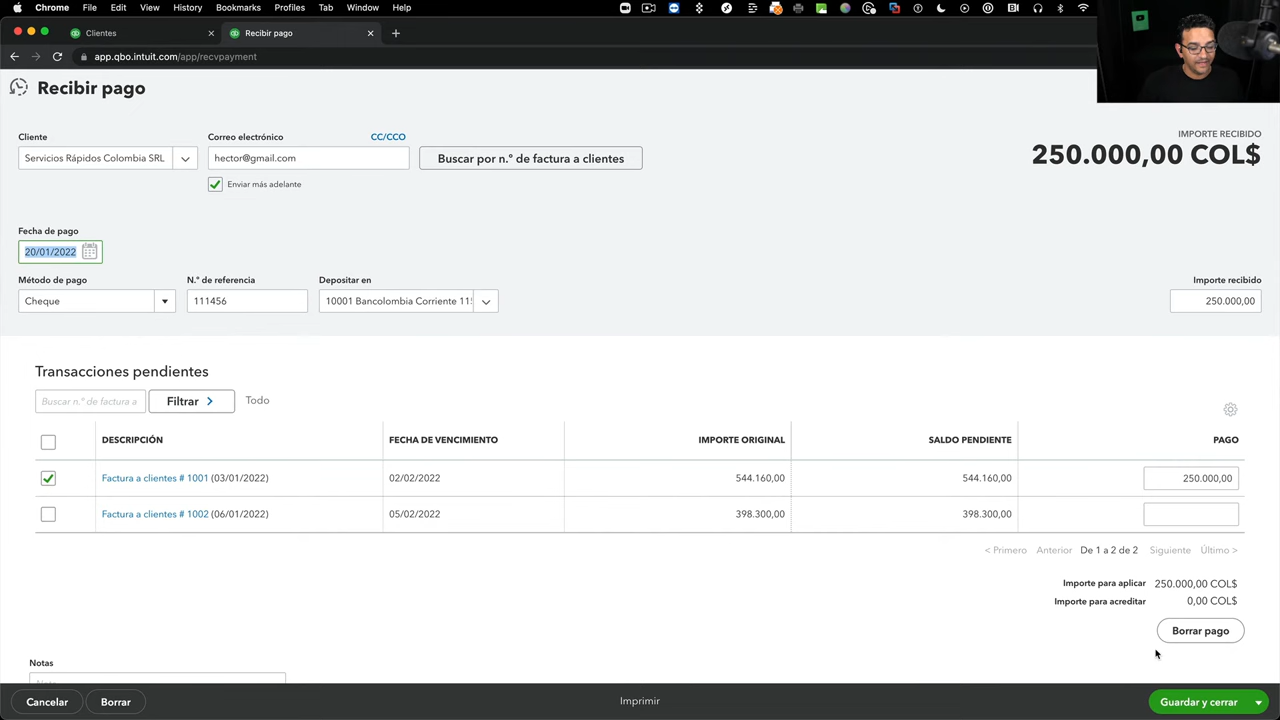 Chrome File Edit View History Bookmarks Profiles Tab Window Help
Clientes
Recibir pago
app.qbo.intuit.com/app/recvpayment
Recibir pago
Cliente
Correo electrónico
CC/CCO
IMPORTE RECIBIDO
Servicios Rápidos Colombia SRL
hector@gmail.com
Buscar por n.º de factura a clientes
250.000,00 COL$
Enviar más adelante
Fecha de pago
20/01/2022
Método de pago
N.º de referencia
Depositar en
Importe recibido
Cheque
111456
10001 Bancolombia Corriente 11
250.000,00
Transacciones pendientes
Buscar n.º de factura a
Filtrar
Todo
DESCRIPCIÓN FECHA DE VENCIMIENTO IMPORTE ORIGINAL SALDO PENDIENTE PAGO
Factura a clientes # 1001 (03/01/2022) 02/02/2022 544.160,00 544.160,00 250.000,00
Factura a clientes # 1002 (06/01/2022) 05/02/2022 398.300,00 398.300,00
< Primero Anterior De 1 a 2 de 2 Siguiente Último >
Importe para aplicar 250.000,00 COL$
Importe para acreditar 0,00 COL$
Borrar pago
Notas
Cancelar
Borrar
Imprimir
Guardar y cerrar